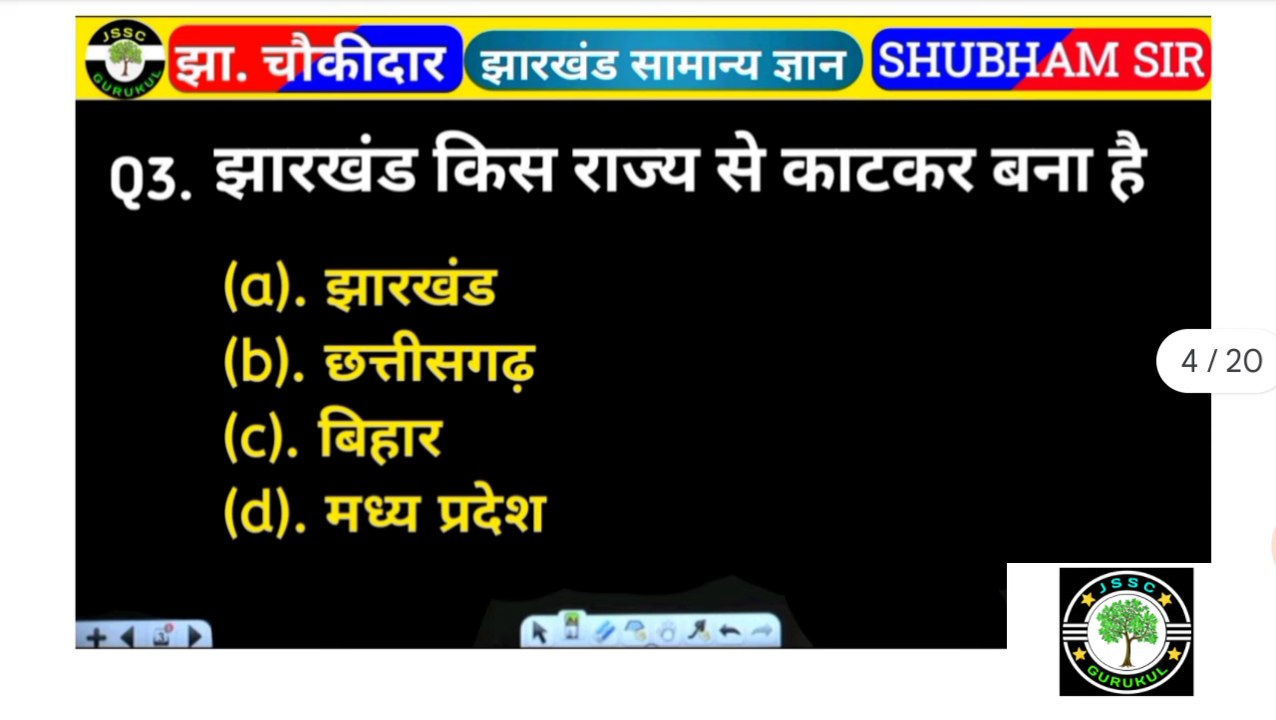 JSSC GURUKUL झा. चौकीदार झारखंड सामान्य ज्ञान SHUBHAM SIR
Q3. झारखंड किस राज्य से काटकर बना है
(a). झारखंड
(b). छत्तीसगढ़
(c). बिहार
(d). मध्य प्रदेश
4 / 20
JSSC
GURUKUL